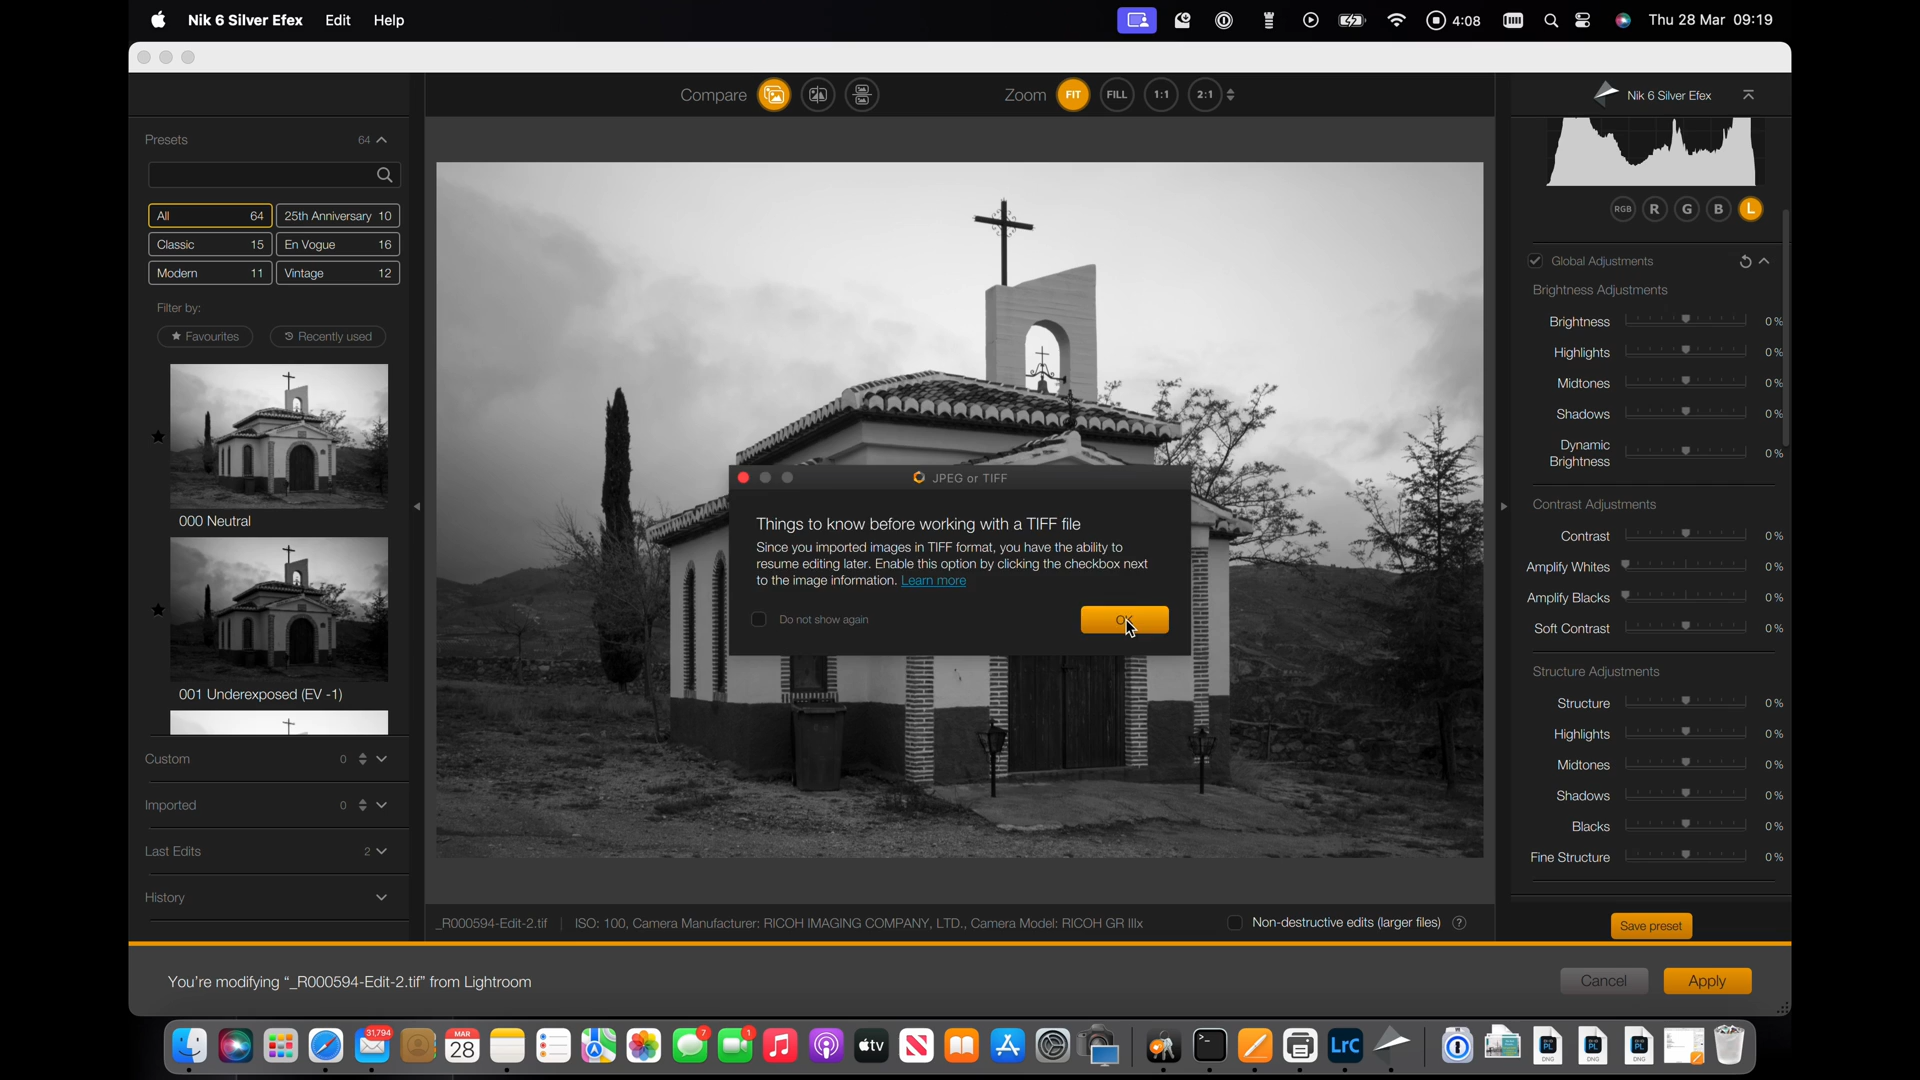 Nik 6 Silver Efex Edit Help
4:08 Thu 28 Mar 09:19
Compare
Zoom FIT FILL 1:1 2:1
Nik 6 Silver Efex
Presets 64
All 64
25th Anniversary 10
Classic 15
En Vogue 16
Modern 11
Vintage 12
Filter by:
Favourites
Recently used
000 Neutral
001 Underexposed (EV -1)
Custom 0
Imported 0
Last Edits 2
History
JPEG or TIFF
Things to know before working with a TIFF file
Since you imported images in TIFF format, you have the ability to
resume editing later. Enable this option by clicking the checkbox next
to the image information. Learn more
Do not show again
OK
RGB R G B L
Global Adjustments
Brightness Adjustments
Brightness 0 %
Highlights 0 %
Midtones 0 %
Shadows 0 %
Dynamic
Brightness 0 %
Contrast Adjustments
Contrast 0 %
Amplify Whites 0 %
Amplify Blacks 0 %
Soft Contrast 0 %
Structure Adjustments
Structure 0 %
Highlights 0 %
Midtones 0 %
Shadows 0 %
Blacks 0 %
Fine Structure 0 %
Save preset
_R000594-Edit-2.tif | ISO: 100, Camera Manufacturer: RICOH IMAGING COMPANY, LTD., Camera Model: RICOH GR IIIx
Non-destructive edits (larger files) ?
You're modifying “_R000594-Edit-2.tif” from Lightroom
Cancel
Apply
31,794
MAR
28
7
1
tv
LrC
PL
DNG
PL
DNG
PL
DNG